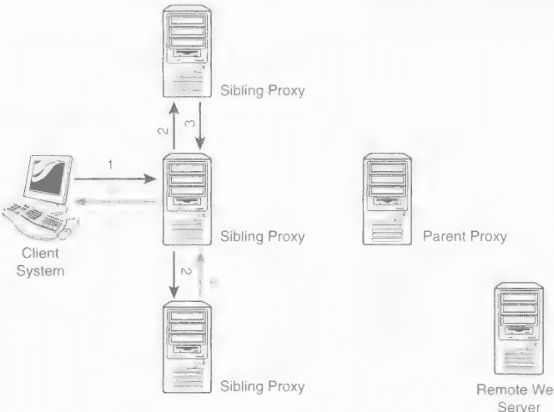 Sibling Proxy
2
3
1
Client
System
Sibling Proxy
Parent Proxy
2
Sibling Proxy
Remote We
Server